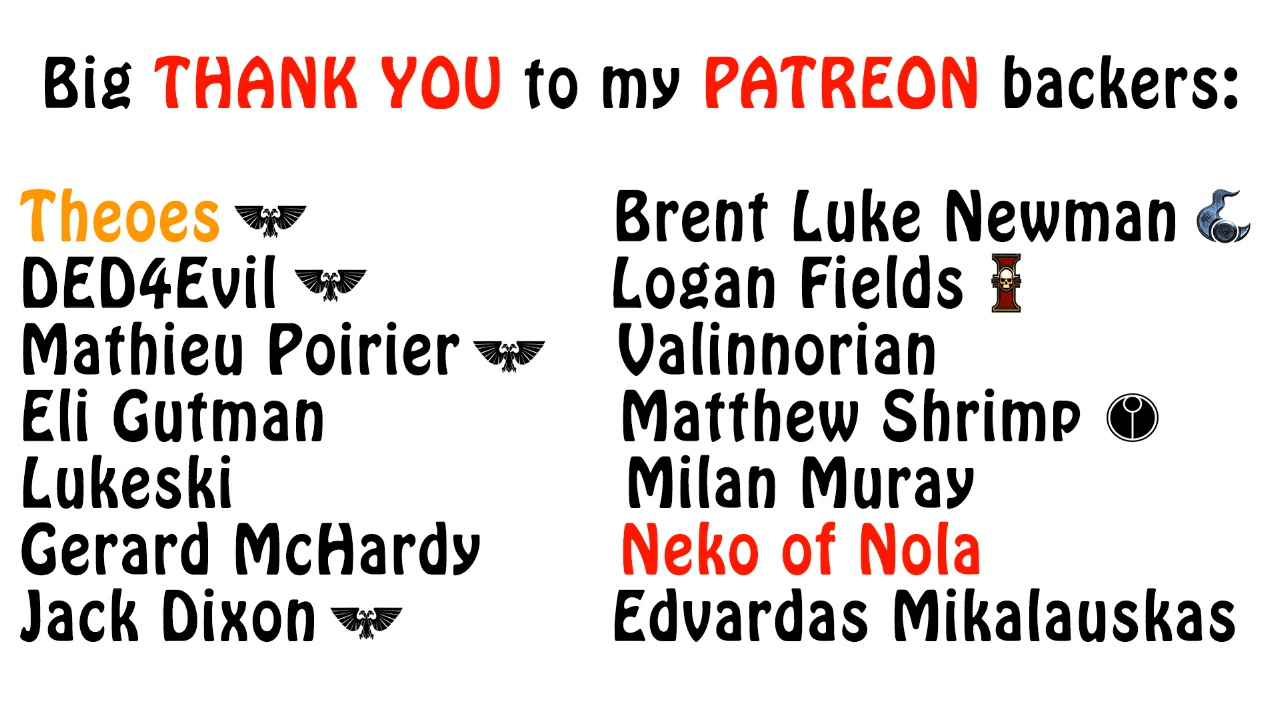 Big THANK YOU to my PATREON backers:
Theoes
DED4Evil
Mathieu Poirier
Eli Gutman
Lukeski
Gerard McHardy
Jack Dixon
Brent Luke Newman
Logan Fields
Valinnorian
Matthew Shrimp
Milan Muray
Neko of Nola
Edvardas Mikalauskas